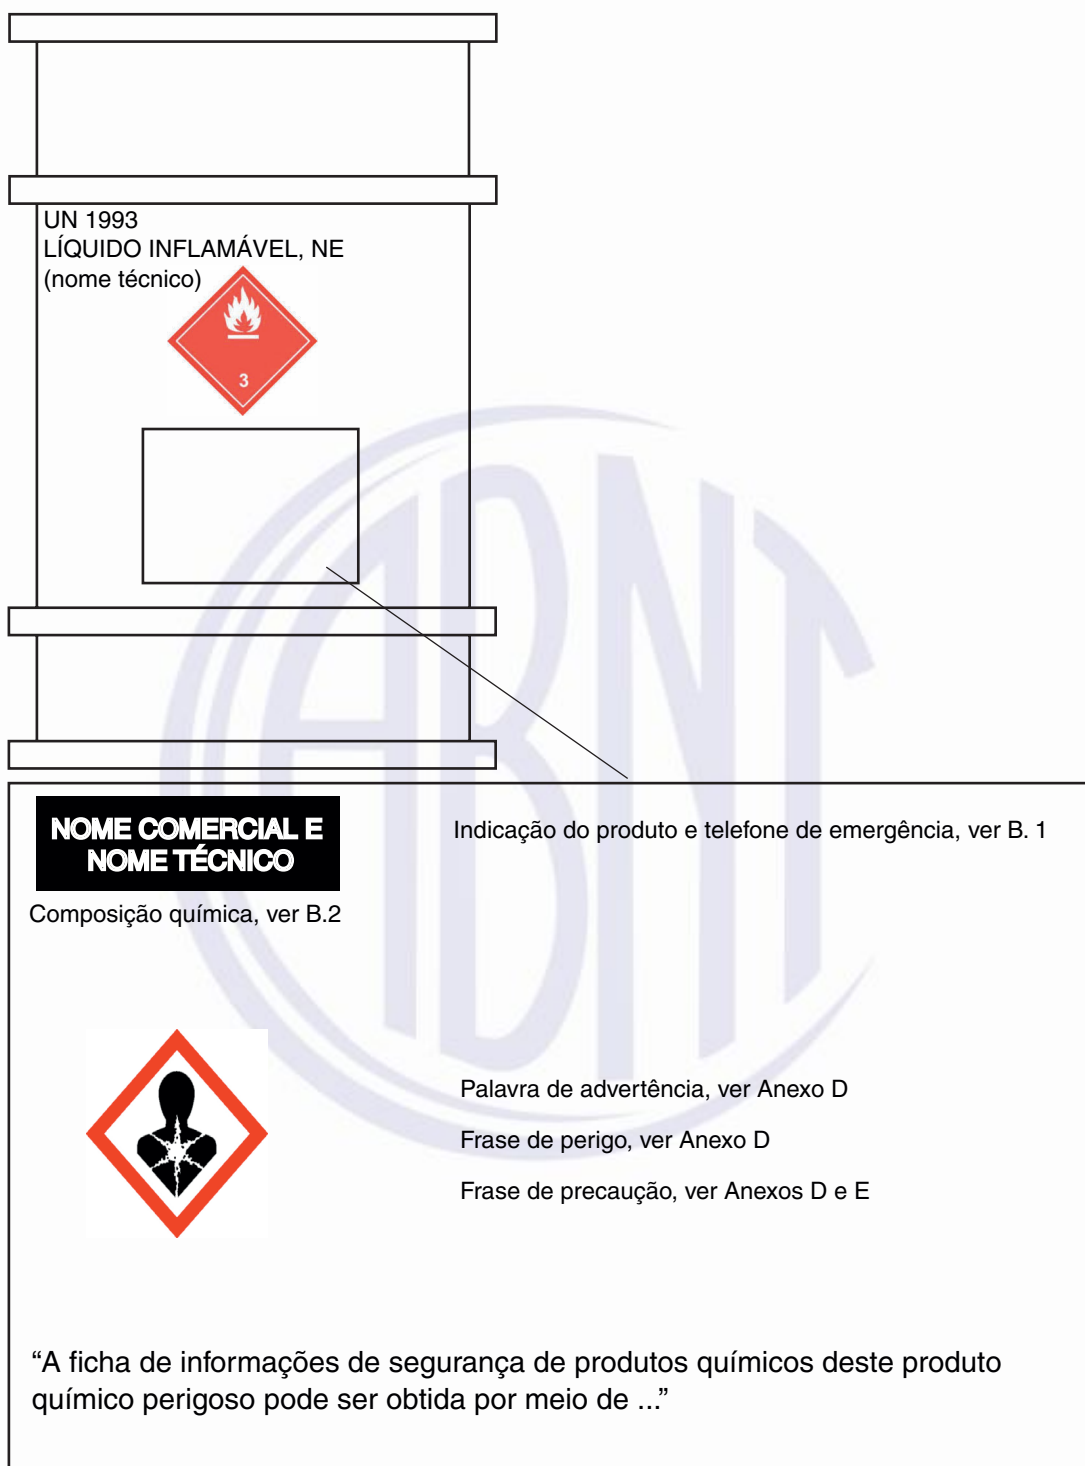 UN 1993
LÍQUIDO INFLAMÁVEL, NE
(nome técnico)
3
ABNT
NOME COMERCIAL E
NOME TÉCNICO
Indicação do produto e telefone de emergência, ver B. 1
Composição química, ver B.2
Palavra de advertência, ver Anexo D
Frase de perigo, ver Anexo D
Frase de precaução, ver Anexos D e E
“A ficha de informações de segurança de produtos químicos deste produto
químico perigoso pode ser obtida por meio de ...”